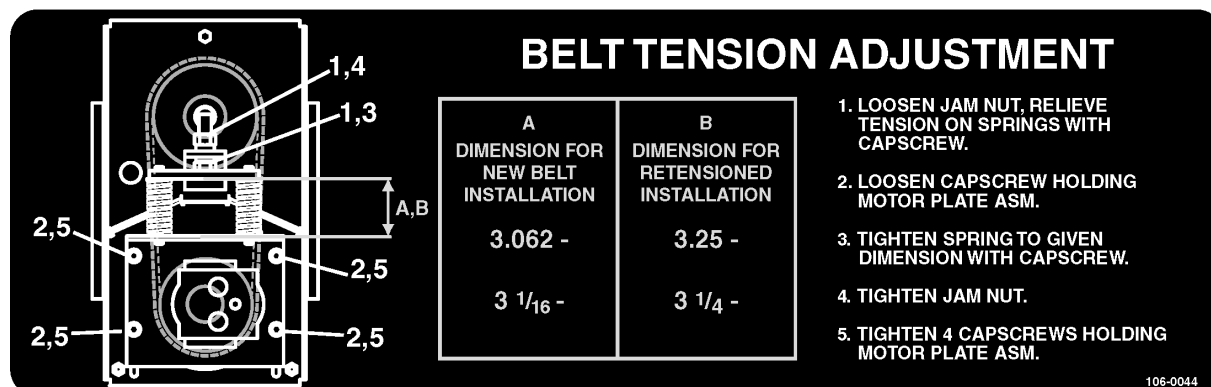 BELT TENSION ADJUSTMENT
1,4
1,3
A,B
2,5
2,5
2,5
2,5
A
DIMENSION FOR
NEW BELT
INSTALLATION
3.062 -
3 1/16 -
B
DIMENSION FOR
RETENSIONED
INSTALLATION
3.25 -
3 1/4 -
1. LOOSEN JAM NUT, RELIEVE
TENSION ON SPRINGS WITH
CAPSCREW.
2. LOOSEN CAPSCREW HOLDING
MOTOR PLATE ASM.
3. TIGHTEN SPRING TO GIVEN
DIMENSION WITH CAPSCREW.
4. TIGHTEN JAM NUT.
5. TIGHTEN 4 CAPSCREWS HOLDING
MOTOR PLATE ASM.
106-0044